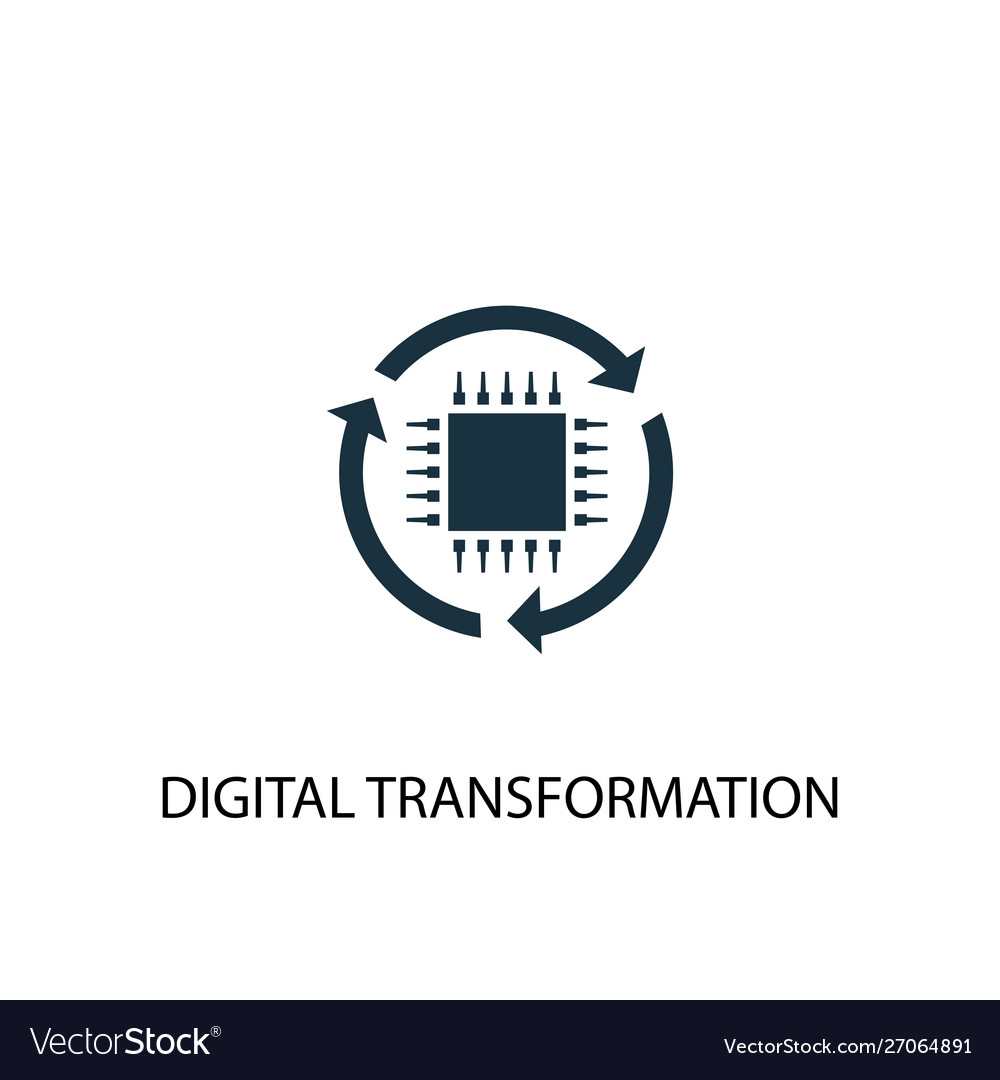 DIGITAL TRANSFORMATION
VectorStock®
VectorStock.com/27064891